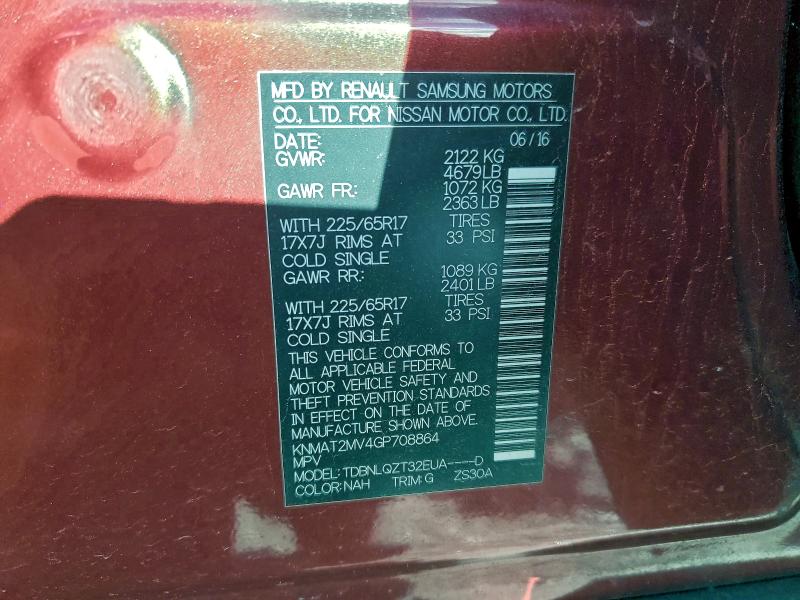 MFD BY RENAULT SAMSUNG MOTORS
CO., LTD. FOR NISSAN MOTOR CO., LTD.
DATE: 06/16
GVWR: 2122 KG
4679 LB
GAWR FR: 1072 KG
2363 LB
WITH 225/65R17 TIRES
17X7J RIMS AT 33 PSI
COLD SINGLE
GAWR RR: 1089 KG
2401 LB
WITH 225/65R17 TIRES
17X7J RIMS AT 33 PSI
COLD SINGLE
THIS VEHICLE CONFORMS TO
ALL APPLICABLE FEDERAL
MOTOR VEHICLE SAFETY AND
THEFT PREVENTION STANDARDS
IN EFFECT ON THE DATE OF
MANUFACTURE SHOWN ABOVE.
KNMAT2MV4GP708864
MPV
MODEL: TDBNLQZT32EUA----D
COLOR: NAH TRIM: G ZS30A